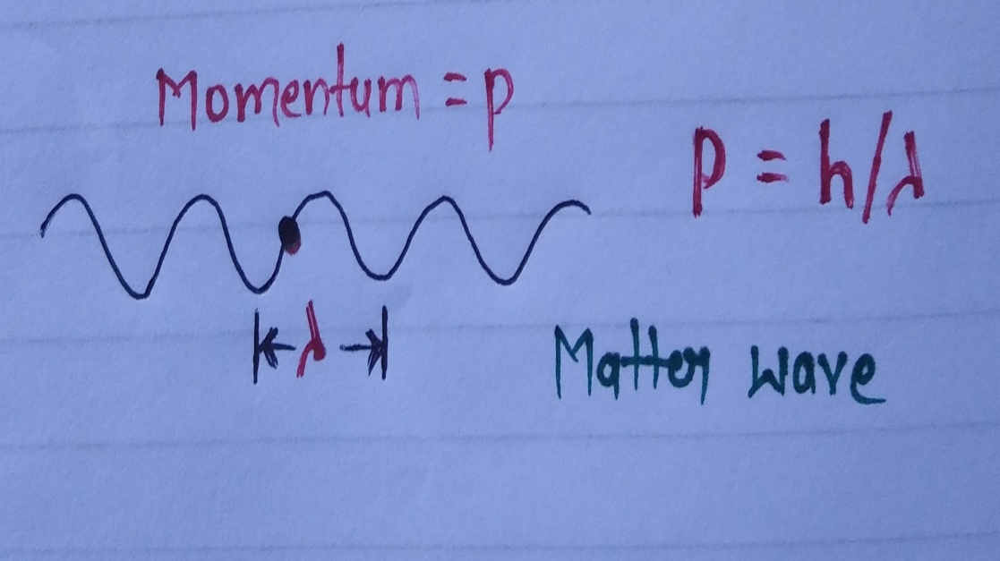 Momentum = p
p = h/λ
λ
Matter wave